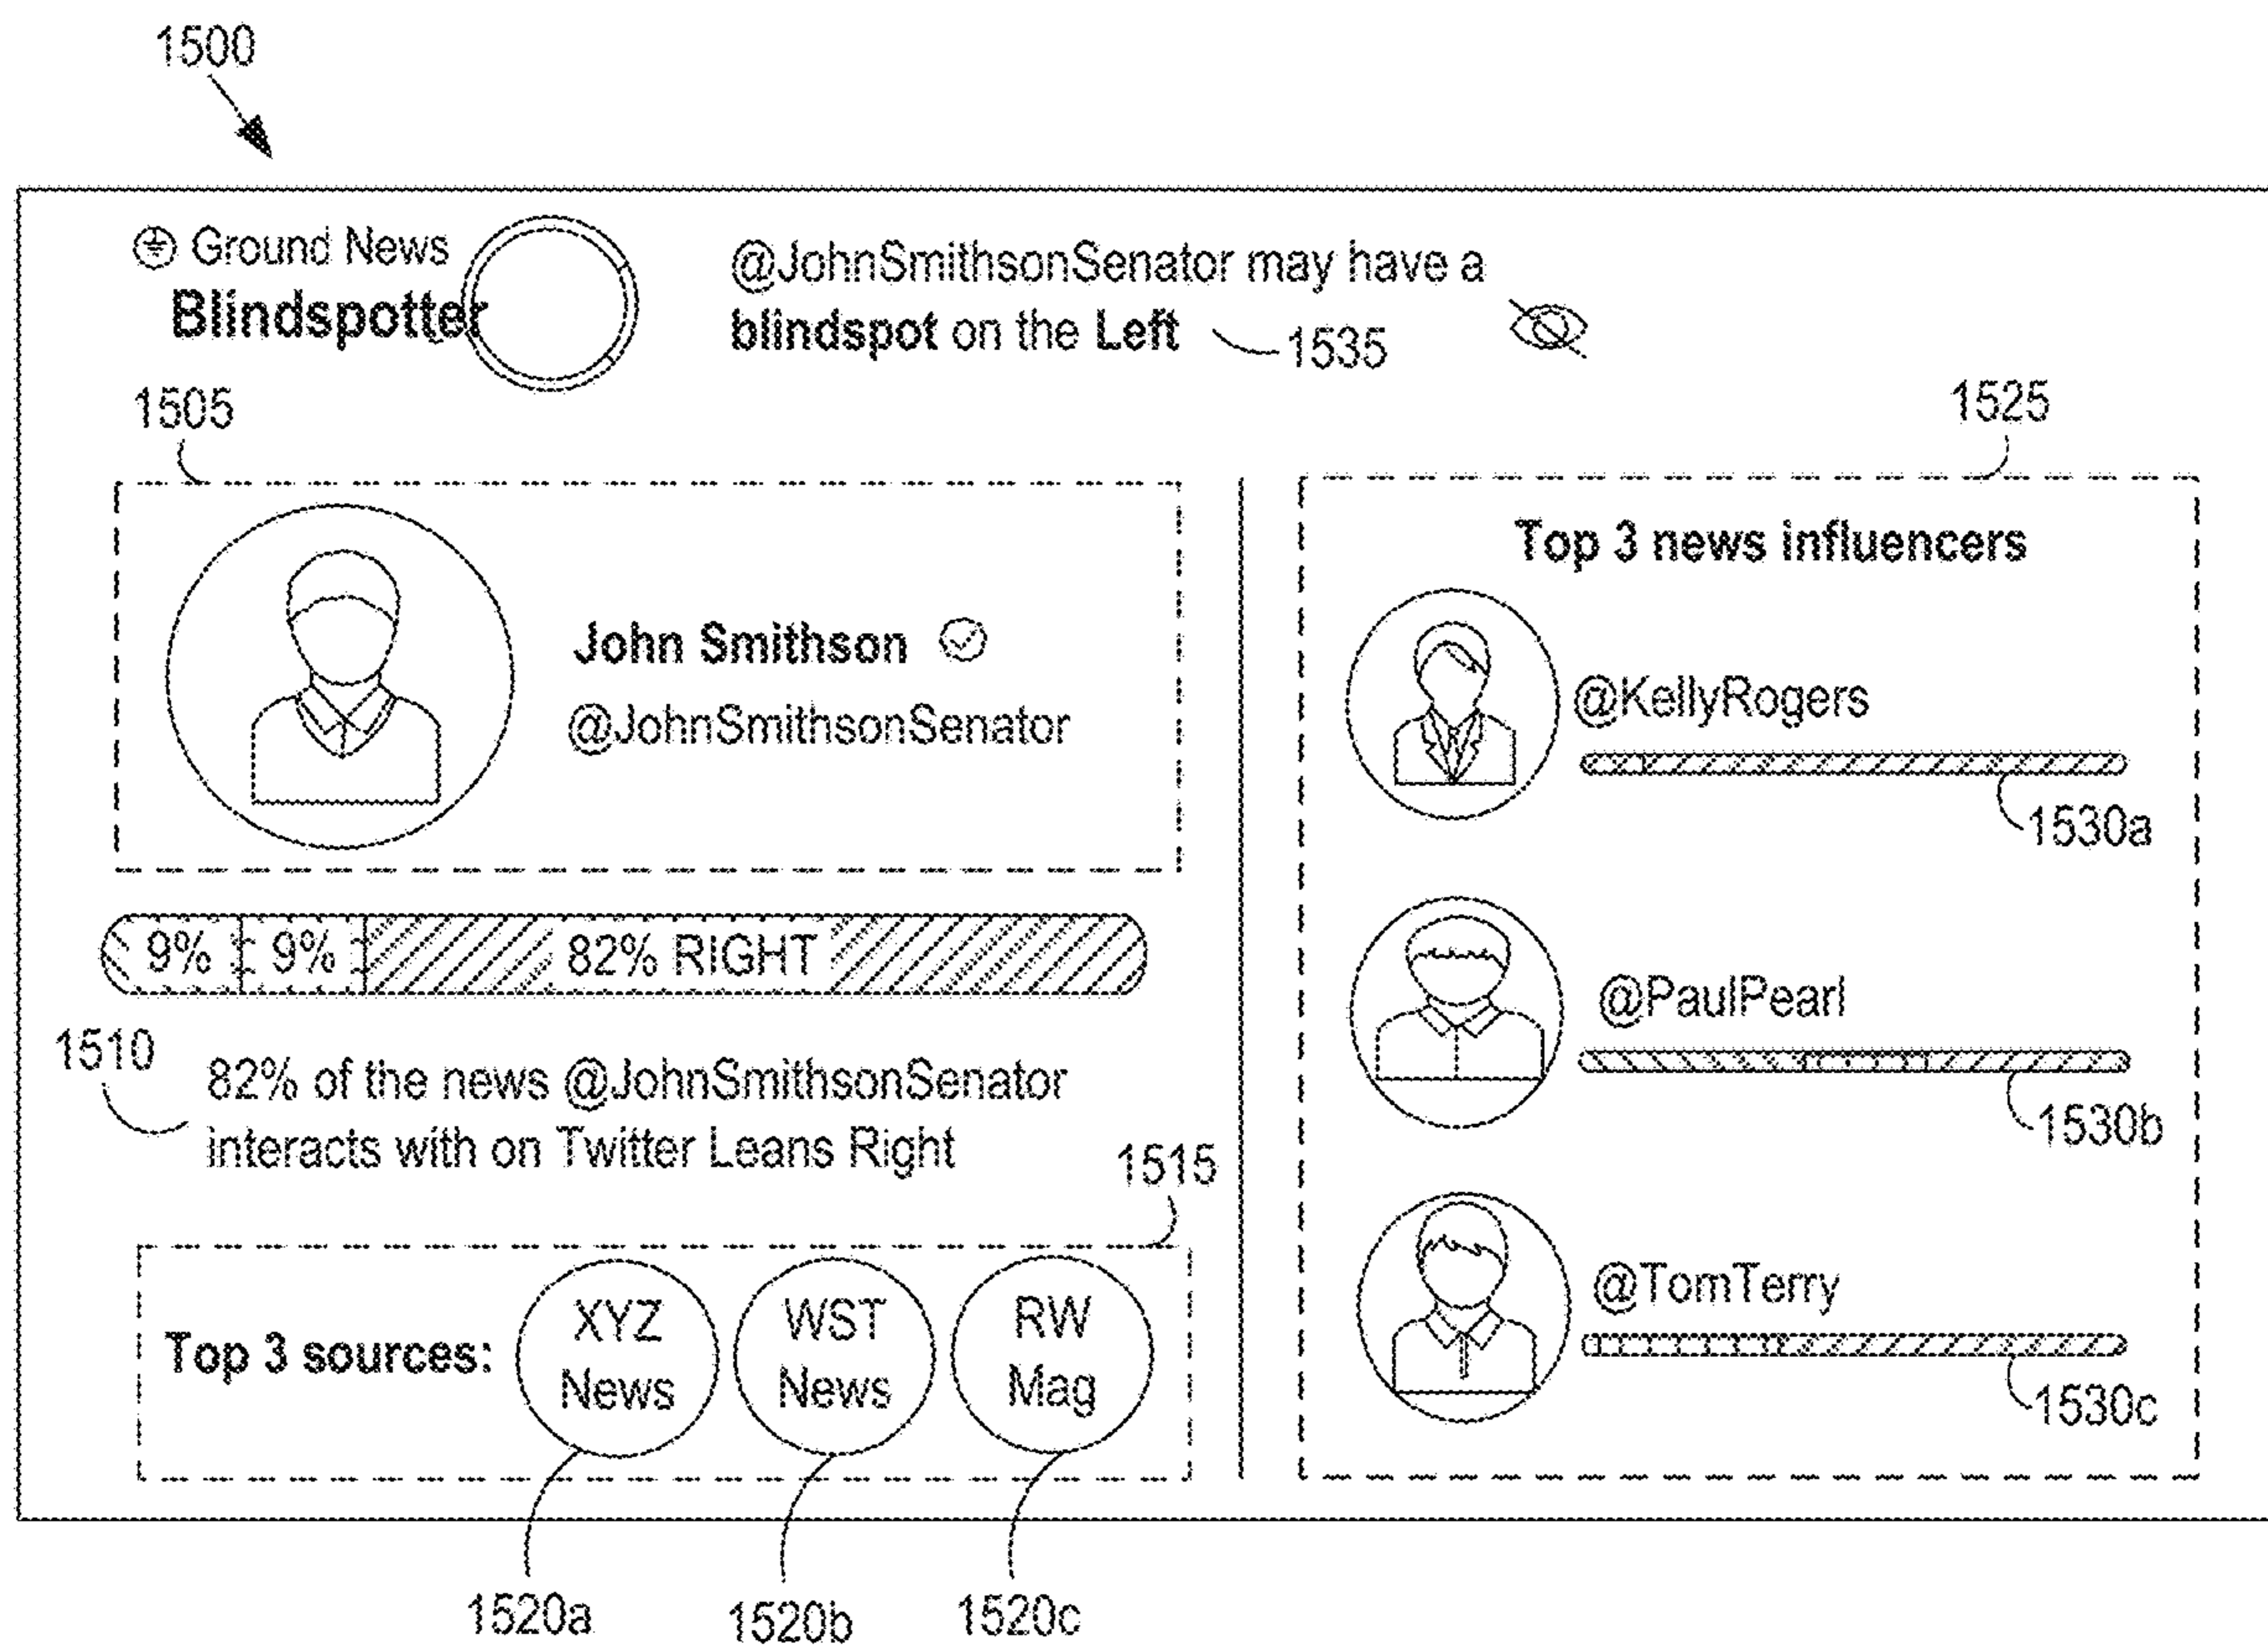 1500
Ground News
Blindspotter
@JohnSmithsonSenator may have a
blindspot on the Left
1535
1505
1525
John Smithson
@JohnSmithsonSenator
9% 9% 82% RIGHT
1510
82% of the news @JohnSmithsonSenator
interacts with on Twitter Leans Right
1515
Top 3 sources:
XYZ
News
WST
News
RW
Mag
1520a
1520b
1520c
Top 3 news influencers
@KellyRogers
1530a
@PaulPearl
1530b
@TomTerry
1530c